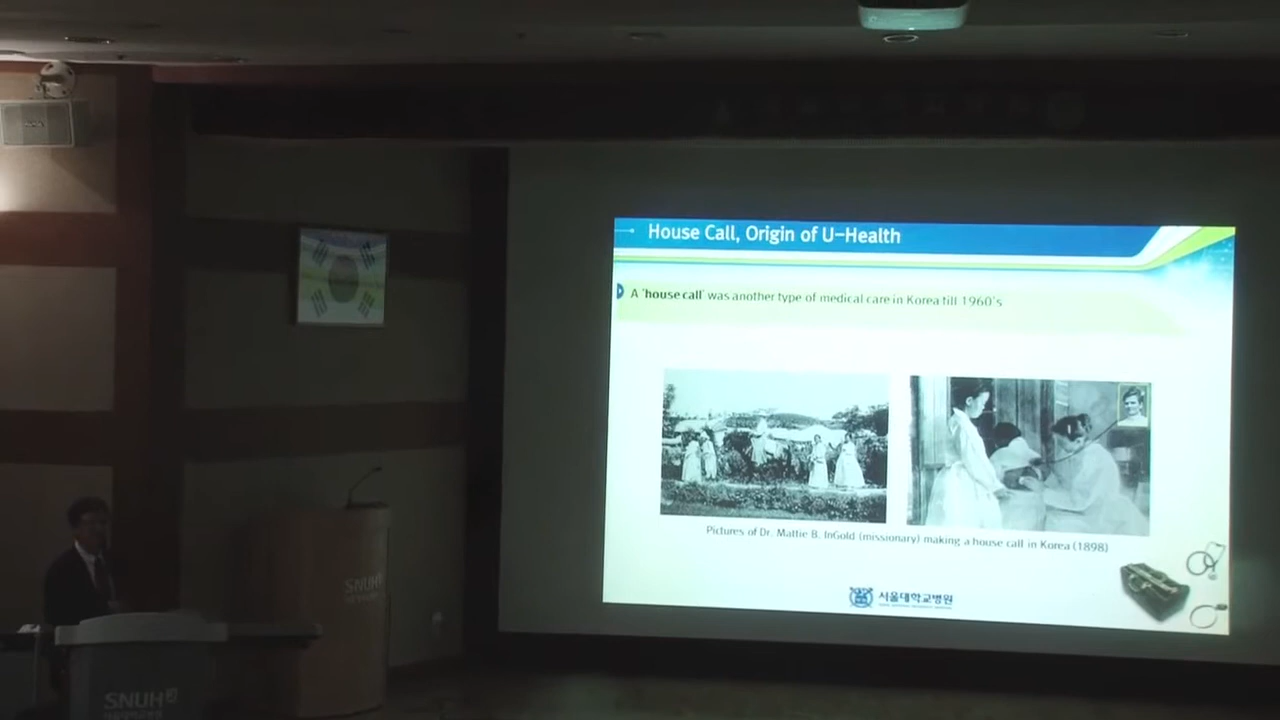 House Call, Origin of U-Health
A 'house call' was another type of medical care in Korea till 1960's
Pictures of Dr. Mattie B. InGold (missionary) making a house call in Korea (1898)
서울대학교병원
SNUH
SNUH